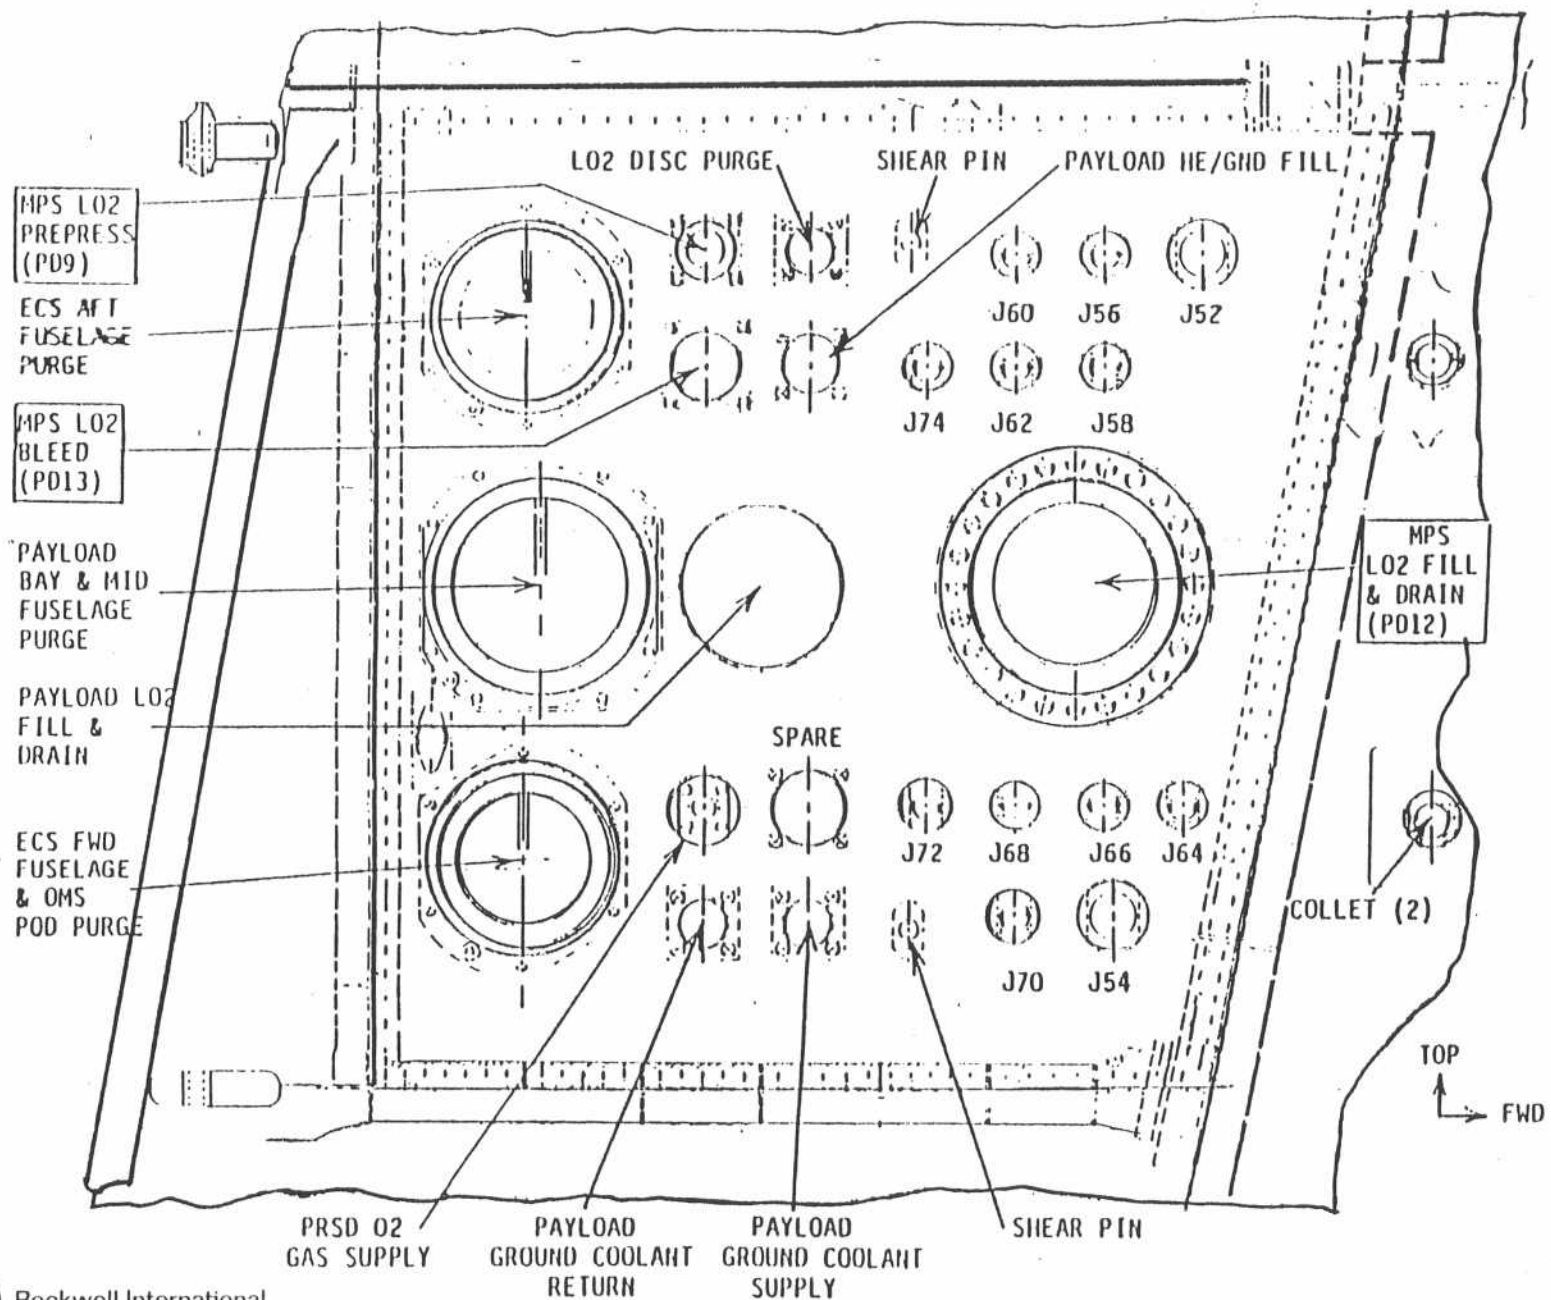 LO2 DISC PURGE
SHEAR PIN
PAYLOAD HE/GND FILL
MPS LO2
PREPRESS
(PD9)
ECS AFT
FUSELAGE
PURGE
J60
J56
J52
MPS LO2
BLEED
(PD13)
J74
J62
J58
PAYLOAD
BAY & MID
FUSELAGE
PURGE
MPS
LO2 FILL
& DRAIN
(PD12)
PAYLOAD LO2
FILL &
DRAIN
SPARE
ECS FWD
FUSELAGE
& OMS
POD PURGE
J72
J68
J66
J64
COLLET (2)
J70
J54
TOP
FWD
PRSD O2
GAS SUPPLY
PAYLOAD
GROUND COOLANT
RETURN
PAYLOAD
GROUND COOLANT
SUPPLY
SHEAR PIN
Rockwell International